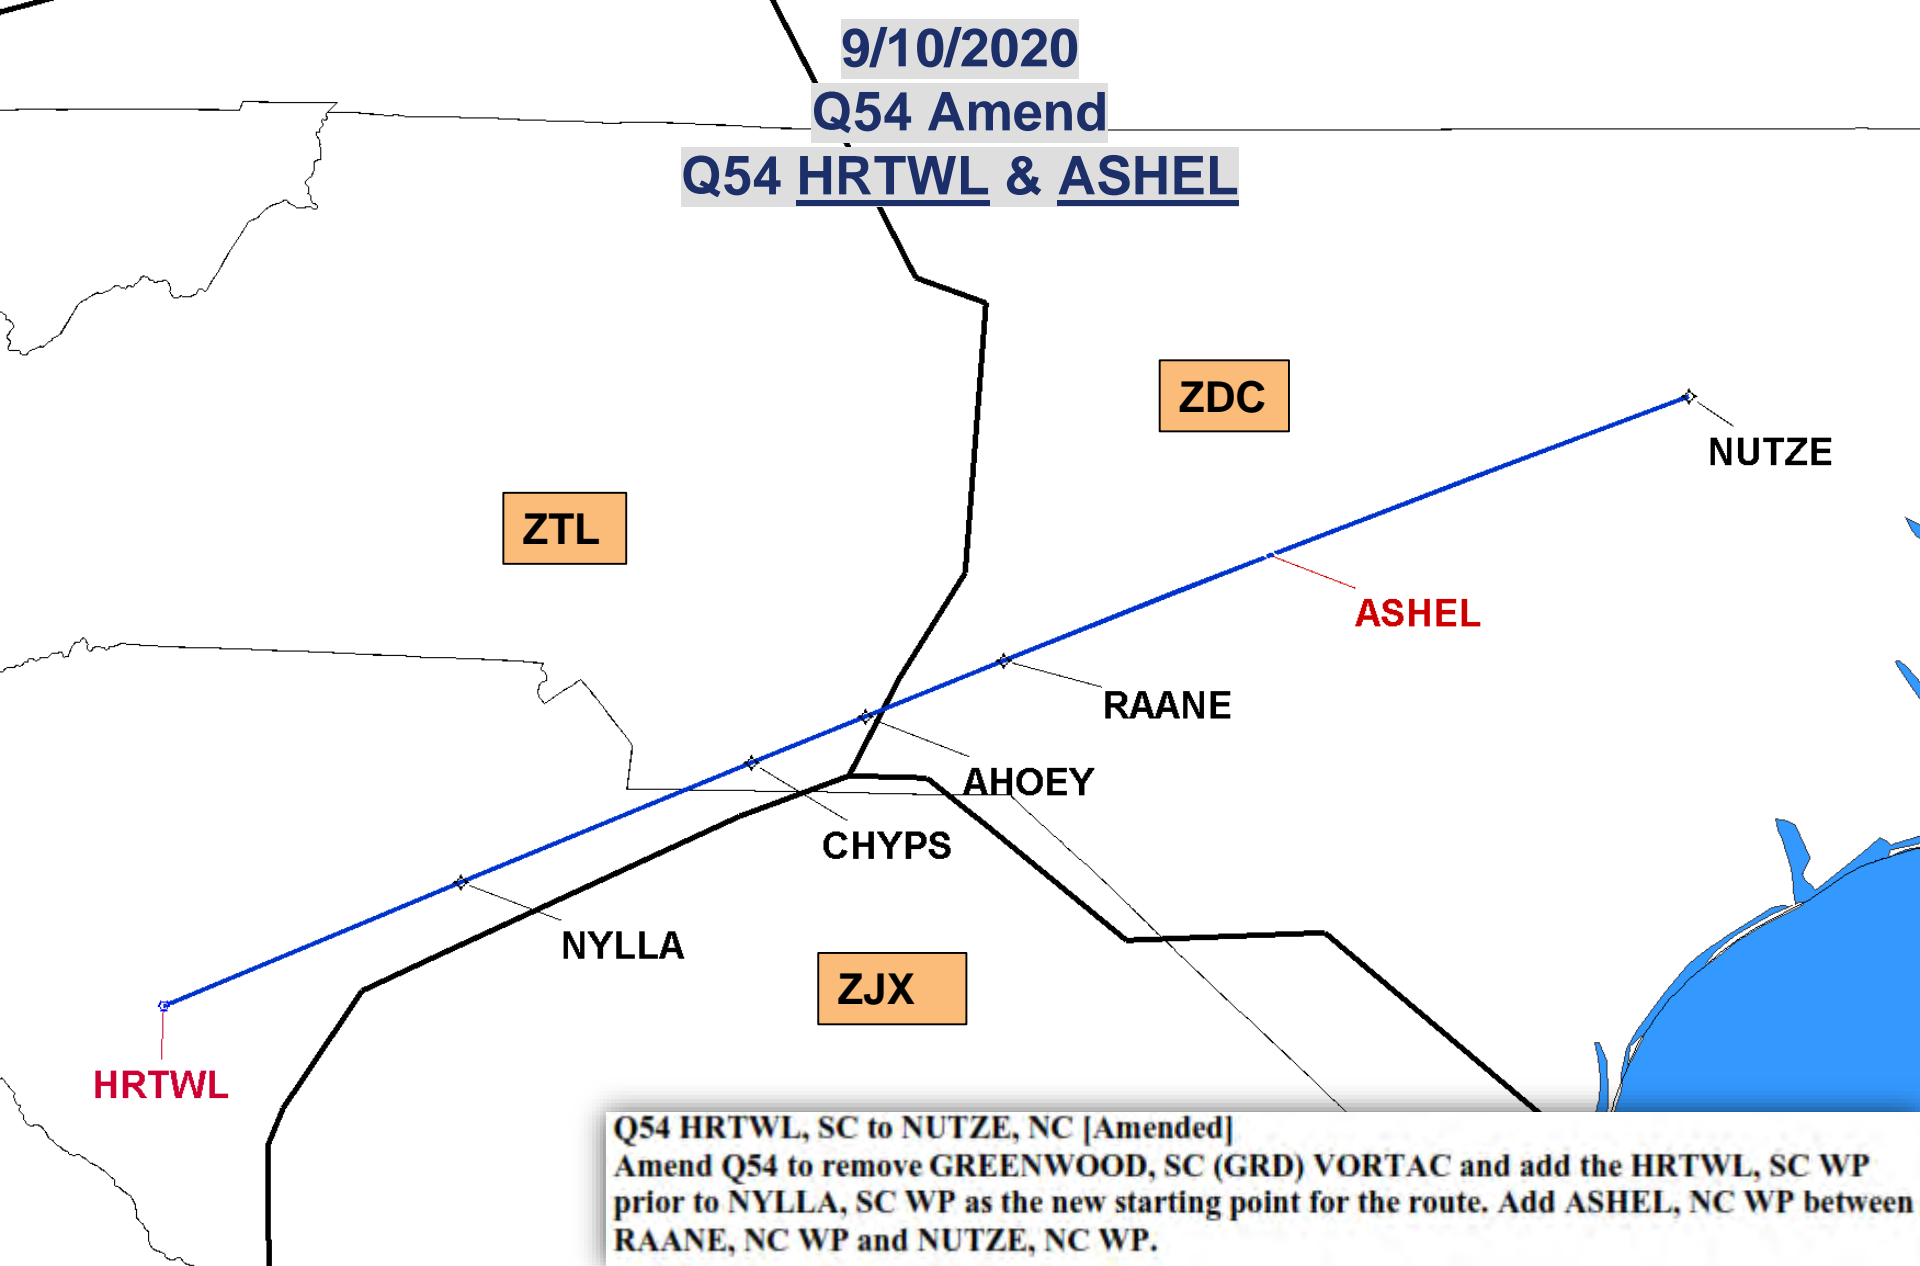 9/10/2020
Q54 Amend
Q54 HRTWL & ASHEL
ZDC
NUTZE
ZTL
ASHEL
RAANE
AHOEY
CHYPS
NYLLA
ZJX
HRTWL
Q54 HRTWL, SC to NUTZE, NC [Amended]
Amend Q54 to remove GREENWOOD, SC (GRD) VORTAC and add the HRTWL, SC WP
prior to NYLLA, SC WP as the new starting point for the route. Add ASHEL, NC WP between
RAANE, NC WP and NUTZE, NC WP.